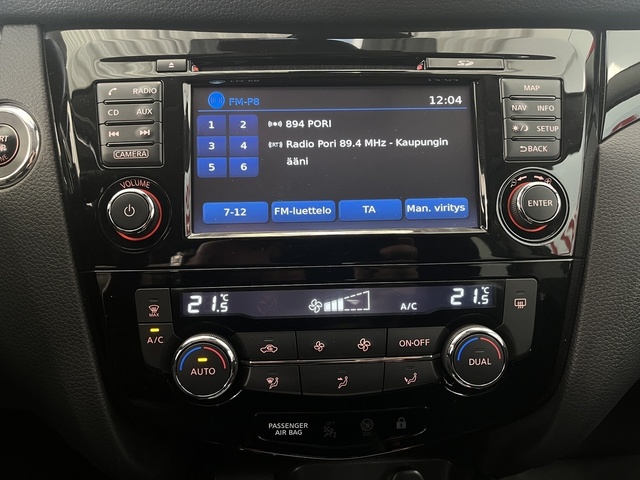 FM-P8 12:04
1 2 894 PORI
3 4 Radio Pori 89.4 MHz - Kaupungin
5 6 ääni
7-12 FM-luettelo TA Man. viritys
RADIO
CD AUX
CAMERA
VOLUME
MAP
NAV INFO
SETUP
BACK
ENTER
21.5°C A/C 21.5°C
MAX
A/C
AUTO
ON·OFF
DUAL
PASSENGER
AIR BAG